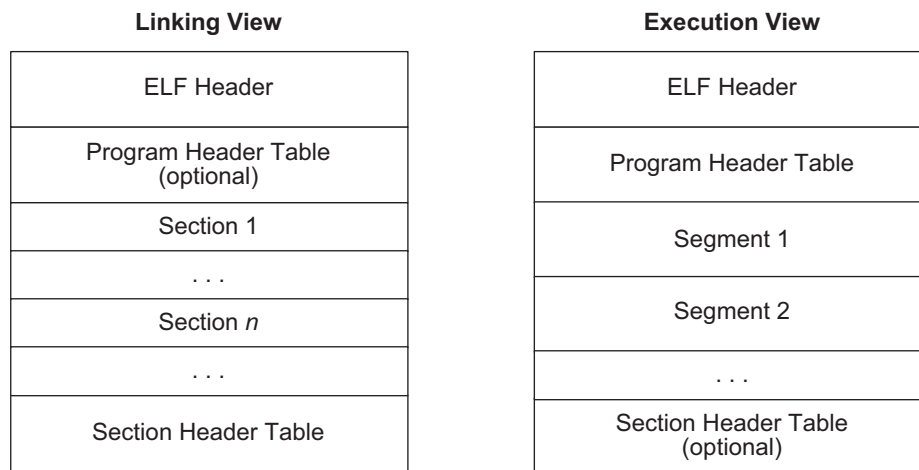 Linking View
ELF Header
Program Header Table
(optional)
Section 1
. . .
Section n
. . .
Section Header Table
Execution View
ELF Header
Program Header Table
Segment 1
Segment 2
. . .
Section Header Table
(optional)